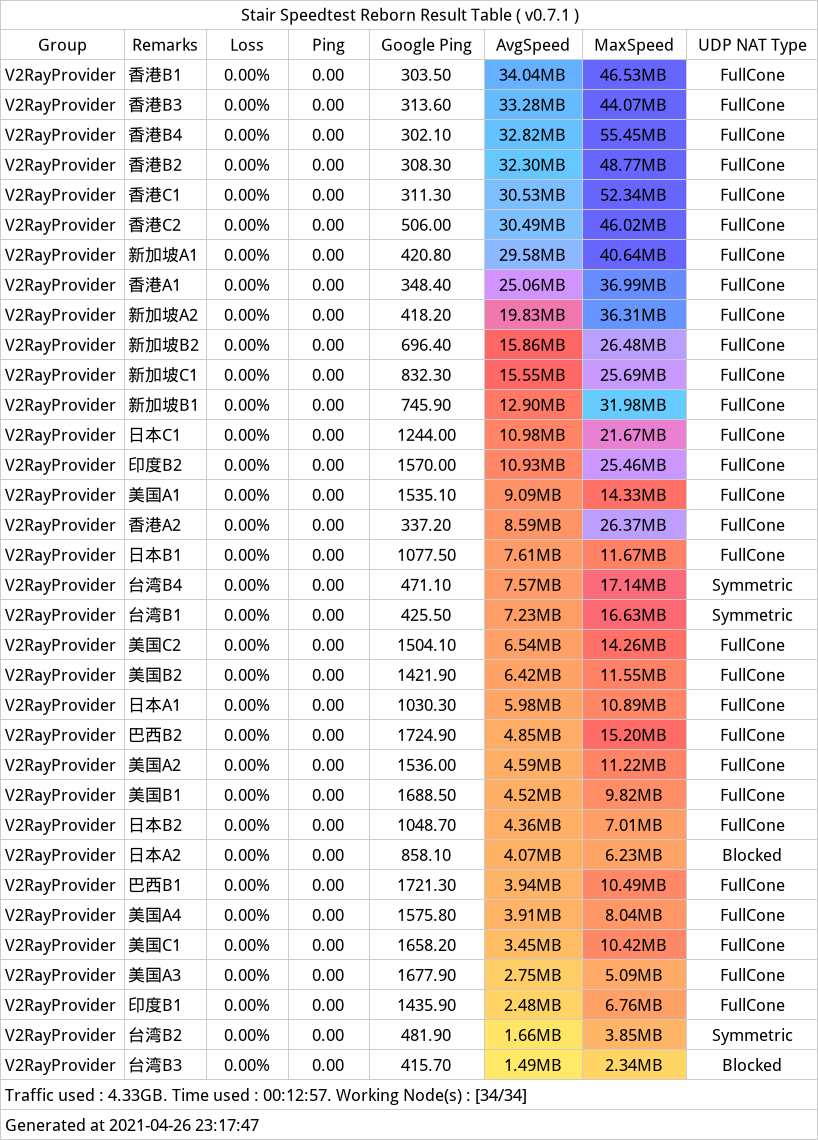 Stair Speedtest Reborn Result Table ( v0.7.1 )
Group Remarks Loss Ping Google Ping AvgSpeed MaxSpeed UDP NAT Type
V2RayProvider 香港B1 0.00% 0.00 303.50 34.04MB 46.53MB FullCone
V2RayProvider 香港B3 0.00% 0.00 313.60 33.28MB 44.07MB FullCone
V2RayProvider 香港B4 0.00% 0.00 302.10 32.82MB 55.45MB FullCone
V2RayProvider 香港B2 0.00% 0.00 308.30 32.30MB 48.77MB FullCone
V2RayProvider 香港C1 0.00% 0.00 311.30 30.53MB 52.34MB FullCone
V2RayProvider 香港C2 0.00% 0.00 506.00 30.49MB 46.02MB FullCone
V2RayProvider 新加坡A1 0.00% 0.00 420.80 29.58MB 40.64MB FullCone
V2RayProvider 香港A1 0.00% 0.00 348.40 25.06MB 36.99MB FullCone
V2RayProvider 新加坡A2 0.00% 0.00 418.20 19.83MB 36.31MB FullCone
V2RayProvider 新加坡B2 0.00% 0.00 696.40 15.86MB 26.48MB FullCone
V2RayProvider 新加坡C1 0.00% 0.00 832.30 15.55MB 25.69MB FullCone
V2RayProvider 新加坡B1 0.00% 0.00 745.90 12.90MB 31.98MB FullCone
V2RayProvider 日本C1 0.00% 0.00 1244.00 10.98MB 21.67MB FullCone
V2RayProvider 印度B2 0.00% 0.00 1570.00 10.93MB 25.46MB FullCone
V2RayProvider 美国A1 0.00% 0.00 1535.10 9.09MB 14.33MB FullCone
V2RayProvider 香港A2 0.00% 0.00 337.20 8.59MB 26.37MB FullCone
V2RayProvider 日本B1 0.00% 0.00 1077.50 7.61MB 11.67MB FullCone
V2RayProvider 台湾B4 0.00% 0.00 471.10 7.57MB 17.14MB Symmetric
V2RayProvider 台湾B1 0.00% 0.00 425.50 7.23MB 16.63MB Symmetric
V2RayProvider 美国C2 0.00% 0.00 1504.10 6.54MB 14.26MB FullCone
V2RayProvider 美国B2 0.00% 0.00 1421.90 6.42MB 11.55MB FullCone
V2RayProvider 日本A1 0.00% 0.00 1030.30 5.98MB 10.89MB FullCone
V2RayProvider 巴西B2 0.00% 0.00 1724.90 4.85MB 15.20MB FullCone
V2RayProvider 美国A2 0.00% 0.00 1536.00 4.59MB 11.22MB FullCone
V2RayProvider 美国B1 0.00% 0.00 1688.50 4.52MB 9.82MB FullCone
V2RayProvider 日本B2 0.00% 0.00 1048.70 4.36MB 7.01MB FullCone
V2RayProvider 日本A2 0.00% 0.00 858.10 4.07MB 6.23MB Blocked
V2RayProvider 巴西B1 0.00% 0.00 1721.30 3.94MB 10.49MB FullCone
V2RayProvider 美国A4 0.00% 0.00 1575.80 3.91MB 8.04MB FullCone
V2RayProvider 美国C1 0.00% 0.00 1658.20 3.45MB 10.42MB FullCone
V2RayProvider 美国A3 0.00% 0.00 1677.90 2.75MB 5.09MB FullCone
V2RayProvider 印度B1 0.00% 0.00 1435.90 2.48MB 6.76MB FullCone
V2RayProvider 台湾B2 0.00% 0.00 481.90 1.66MB 3.85MB Symmetric
V2RayProvider 台湾B3 0.00% 0.00 415.70 1.49MB 2.34MB Blocked
Traffic used : 4.33GB. Time used : 00:12:57. Working Node(s) : [34/34]
Generated at 2021-04-26 23:17:47